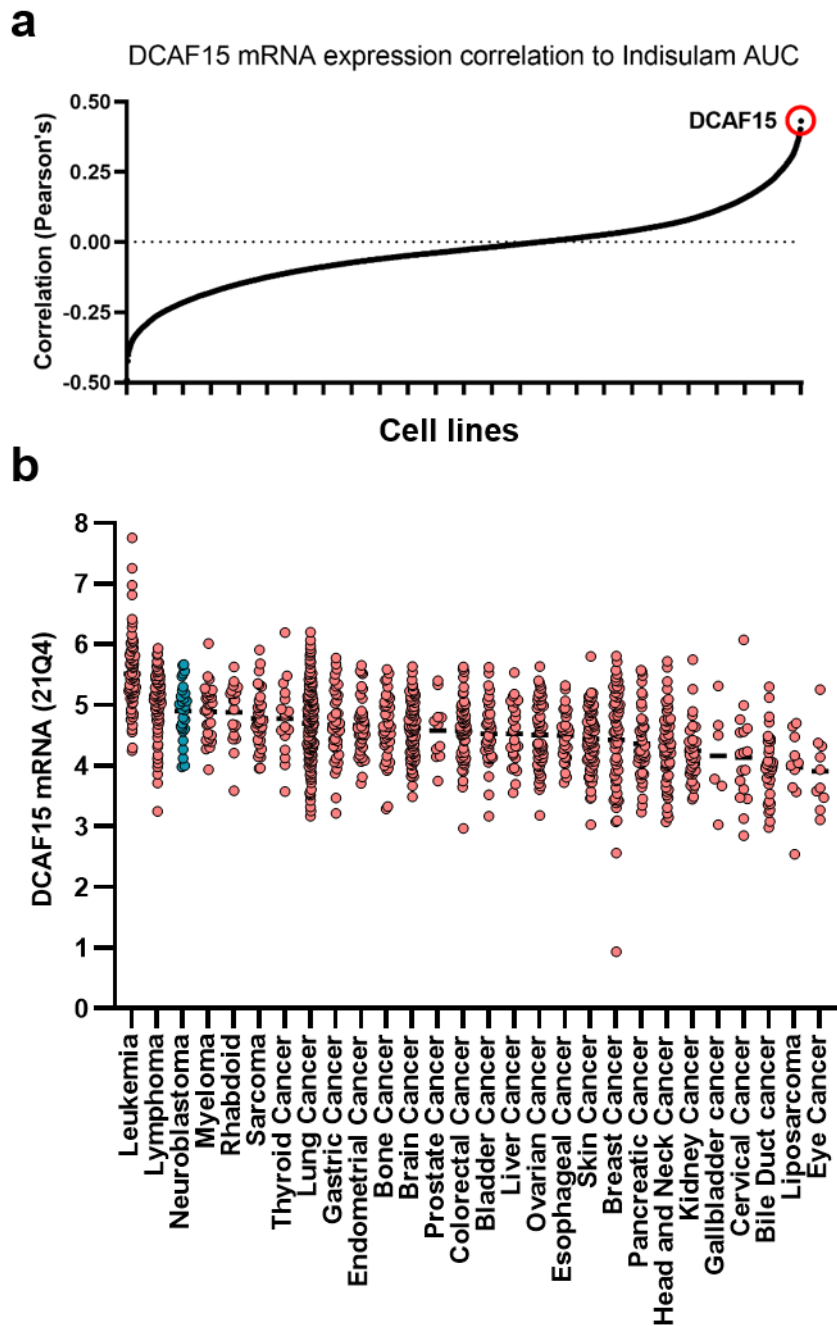 a
DCAF15 mRNA expression correlation to Indisulam AUC
Correlation (Pearson's)
0.50
0.25
0.00
-0.25
-0.50
DCAF15
Cell lines
b
DCAF15 mRNA (21Q4)
8
7
6
5
4
3
2
1
0
Leukemia
Lymphoma
Neuroblastoma
Myeloma
Rhabdoid
Sarcoma
Thyroid Cancer
Lung Cancer
Gastric Cancer
Endometrial Cancer
Bone Cancer
Brain Cancer
Prostate Cancer
Colorectal Cancer
Bladder Cancer
Liver Cancer
Ovarian Cancer
Esophageal Cancer
Skin Cancer
Breast Cancer
Pancreatic Cancer
Head and Neck Cancer
Kidney Cancer
Gallbladder cancer
Cervical Cancer
Bile Duct cancer
Liposarcoma
Eye Cancer